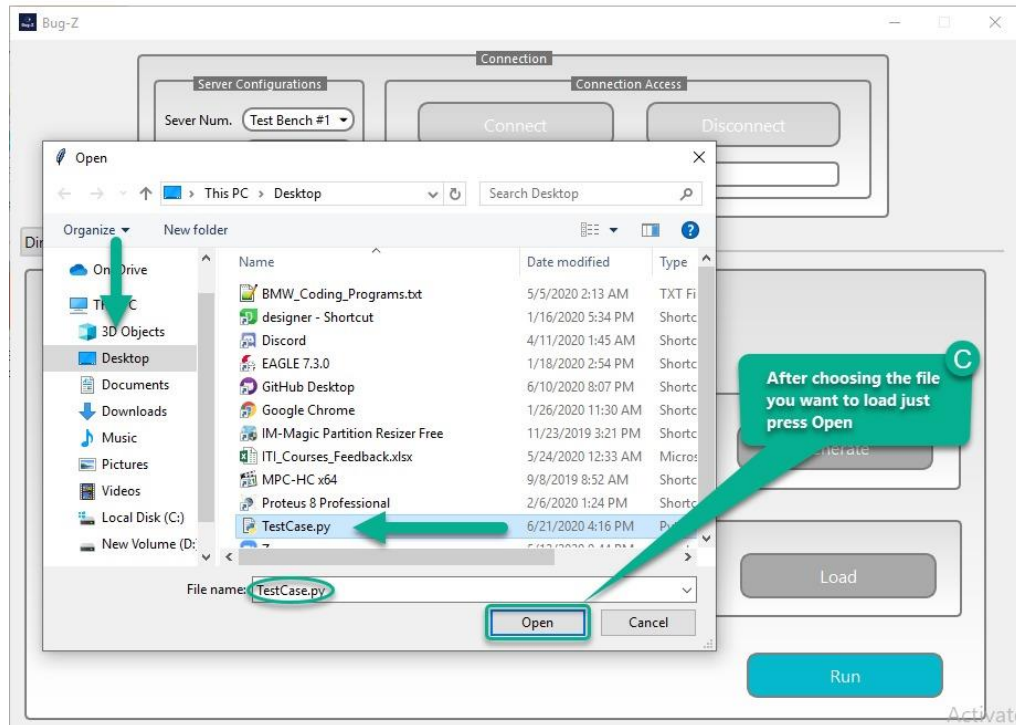 Bug-Z
Connection
Server Configurations
Connection Access
Sever Num.
Test Bench #1
Connect
Disconnect
Open
This PC > Desktop
Search Desktop
Organize
New folder
Name
Date modified
Type
OneDrive
This PC
3D Objects
Desktop
Documents
Downloads
Music
Pictures
Videos
Local Disk (C:)
New Volume (D:
BMW_Coding_Programs.txt 5/5/2020 2:13 AM TXT Fi
designer - Shortcut 1/16/2020 5:34 PM Shortc
Discord 4/11/2020 1:45 AM Shortc
EAGLE 7.3.0 1/18/2020 2:54 PM Shortc
GitHub Desktop 6/10/2020 8:07 PM Shortc
Google Chrome 1/26/2020 11:30 AM Shortc
IM-Magic Partition Resizer Free 11/23/2019 3:21 PM Shortc
ITI_Courses_Feedback.xlsx 5/24/2020 12:33 AM Micros
MPC-HC x64 9/8/2019 8:52 AM Shortc
Proteus 8 Professional 2/6/2020 1:24 PM Shortc
TestCase.py 6/21/2020 4:16 PM
File name: TestCase.py
Open
Cancel
C
After choosing the file
you want to load just
press Open
Load
Run
Activat